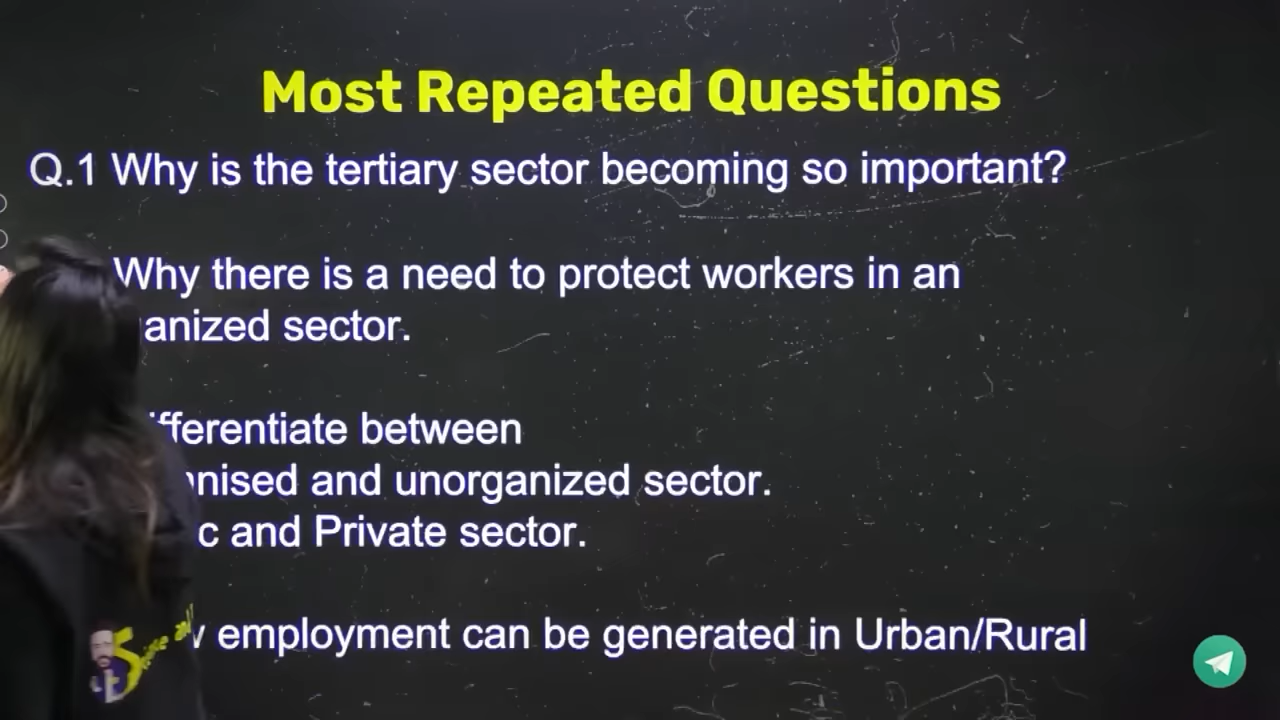 Most Repeated Questions
Q.1 Why is the tertiary sector becoming so important?
Why there is a need to protect workers in an
anized sector.
fferentiate between
nised and unorganized sector.
c and Private sector.
employment can be generated in Urban/Rural